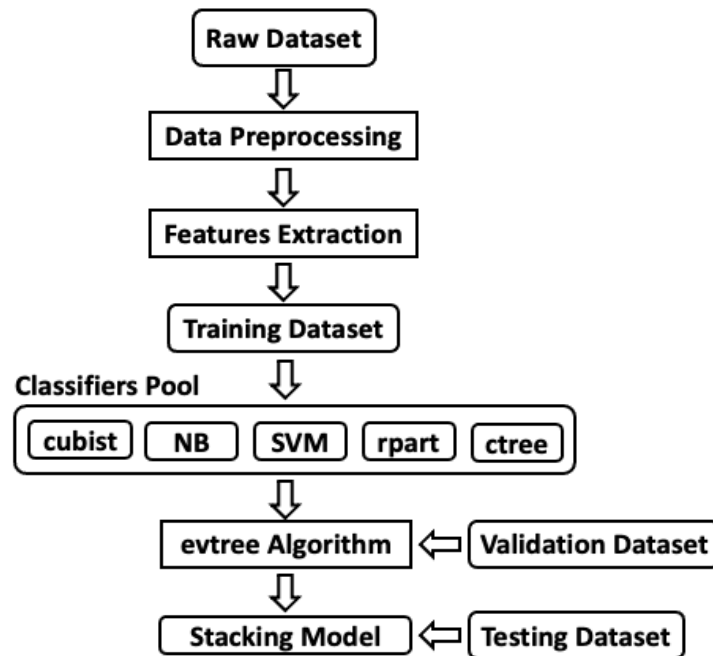 Raw Dataset
Data Preprocessing
Features Extraction
Training Dataset
Classifiers Pool
cubist NB SVM rpart ctree
evtree Algorithm Validation Dataset
Stacking Model Testing Dataset